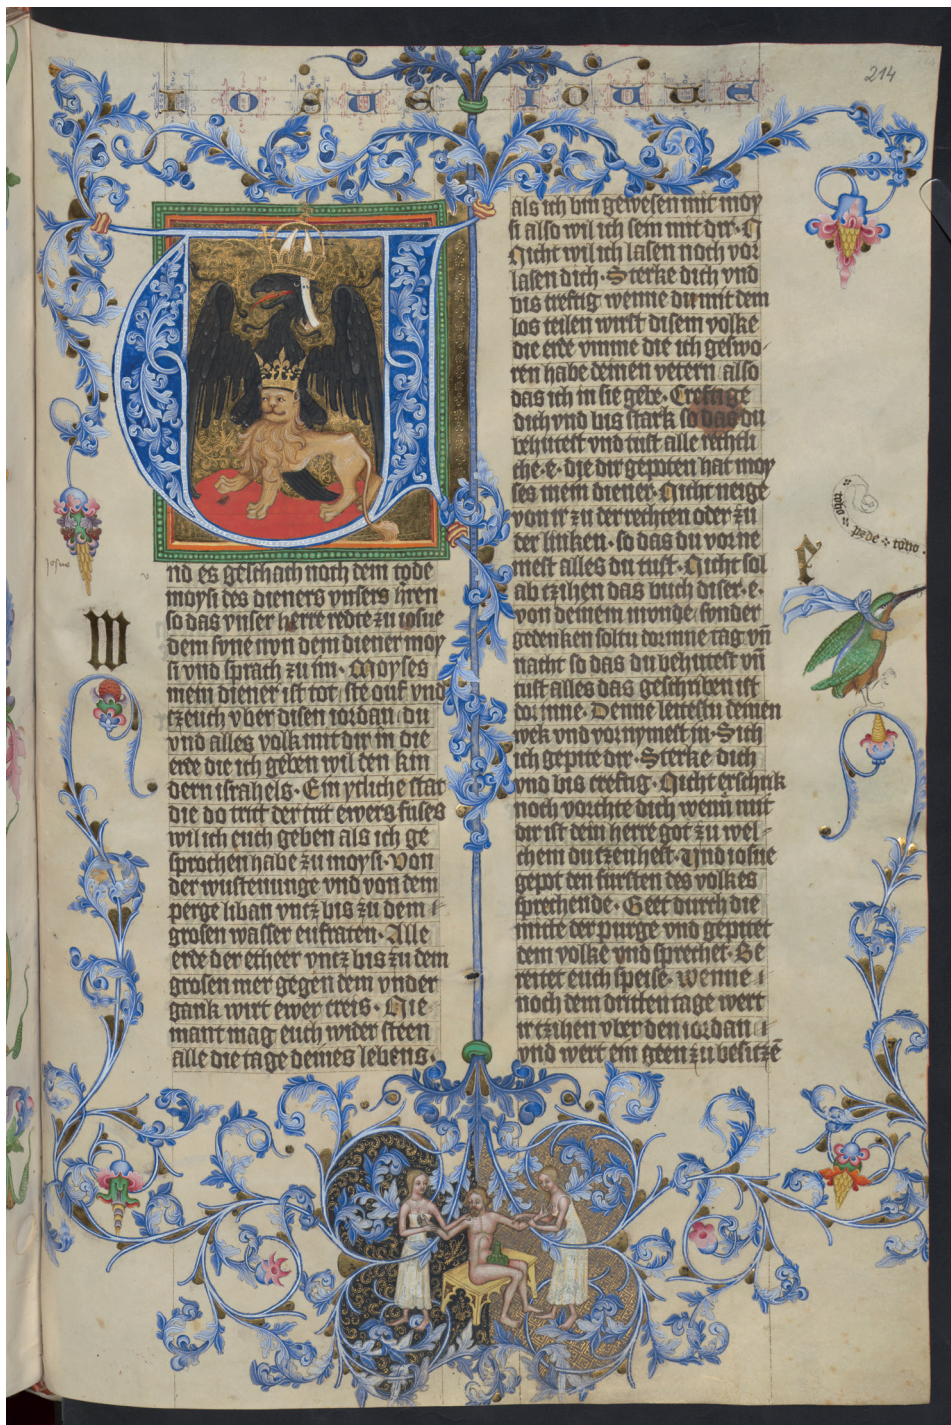 214
IOSUE
als ich bin gewesen mit moy
si also wil ich sein mit dir · N
Nicht wil ich lasen noch vor
lasen dich · Sterke dich vnd
bis creftig wenne du mit dem
los teilen wirst disem volke
die erde vmme die ich geswo
ren habe deinen vetern also
das ich in sie gebe · Creftige
dich vnd bis stark so das du
behutest vnd tust alle rechtli
che · e · die dir gepoten hat moy
ses mein diener · Nicht neige
von ir zu der rechten oder zu
der linken · so das du vorne
mest alles du tust · Nicht sol
ab tzihen das buch diser · e ·
von deinem munde sonder
gedenken soltu dorinne tag vn̄
nacht so das du behutest vn̄
tust alles das geschriben ist
dorinne · Denne leitestu deinen
wek vnd vornymest in · Sich
ich gepite dir · Sterke dich
vnd bis creftig · Nicht erschrik
noch vorchte dich wenn mit
dir ist dein herre got zu wel
chem du tzeuhest · Vnd iosue
gepot den fursten des volkes
sprechende · Geet durch die
mitte der purge vnd gepitet
dem volke vnd sprechet · Be
reitet euch speise · wenne
noch dem dritten tage wert
ir tzihen vber den iordan
vnd wert ein geen zu besitzē
Josue
nd es geschach noch dem tode
moysi des dieners vnsers hren
so das vnser herre redte zu iosue
dem sone nvn dem diener moy
si vnd sprach zu im · Moyses
mein diener ist tot ste ouf vnd
tzeuch vber disen iordan du
vnd alles volk mit dir in die
erde die ich geben wil den kin
dern israhels · Ein ytliche stat
die do trit der trit ewers fuses
wil ich euch geben als ich ge
sprochen habe zu moysi · Von
der wustenunge vnd von dem
perge liban vntz bis zu dem
grosen wasser eufraten · Alle
erde der etheer vntz bis zu dem
grosen mer gegen dem vnder
gank wirt ewer creis · Nie
mant mag euch wider steen
alle die tage deines lebens ·
W
e
toho pzde toho